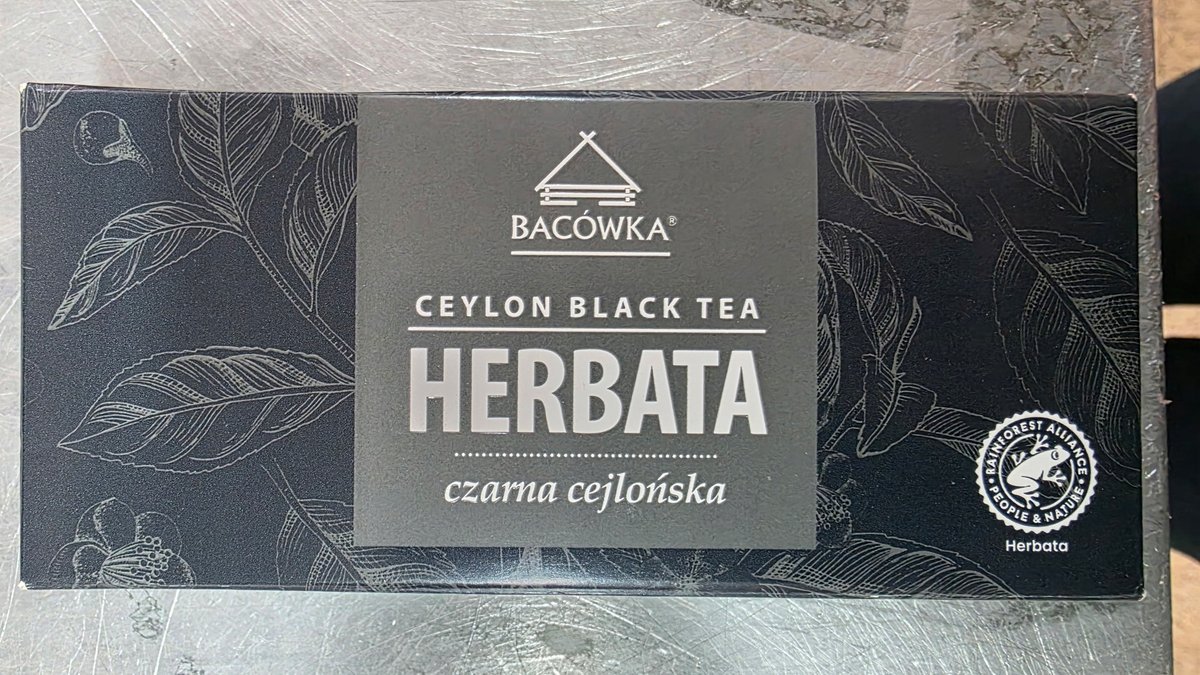 BACÓWKA®
CEYLON BLACK TEA
HERBATA
czarna cejlońska
RAINFOREST ALLIANCE
PEOPLE & NATURE
Herbata